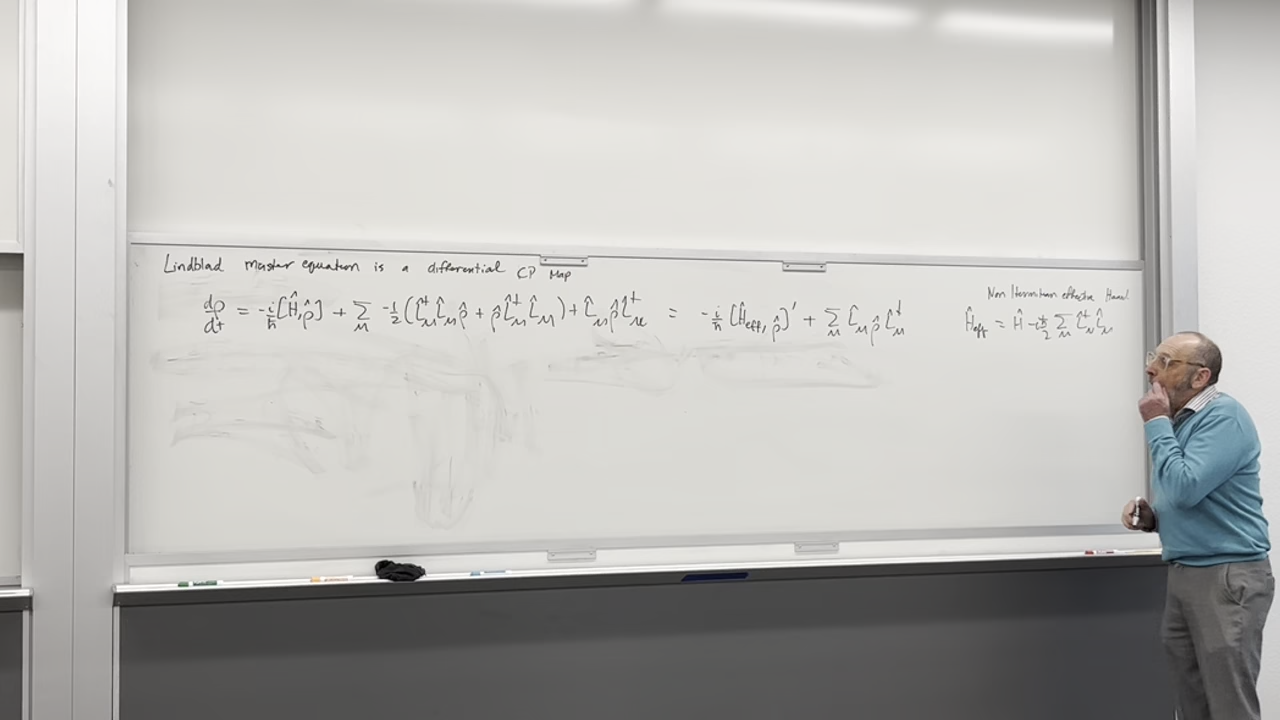 Lindblad master equation is a differential CP Map
Non Hermitian effective Hamil
dρ/dt = -i/ħ [Ĥ, ρ̂] + Σ_μ -1/2 (L̂_μ^† L̂_μ ρ̂ + ρ̂ L̂_μ^† L̂_μ) + L̂_μ ρ̂ L̂_μ^† = -i/ħ [Ĥ_eff, ρ̂]' + Σ_μ L̂_μ ρ̂ L̂_μ^† Ĥ_eff = Ĥ - iħ/2 Σ_μ L̂_μ^† L̂_μ